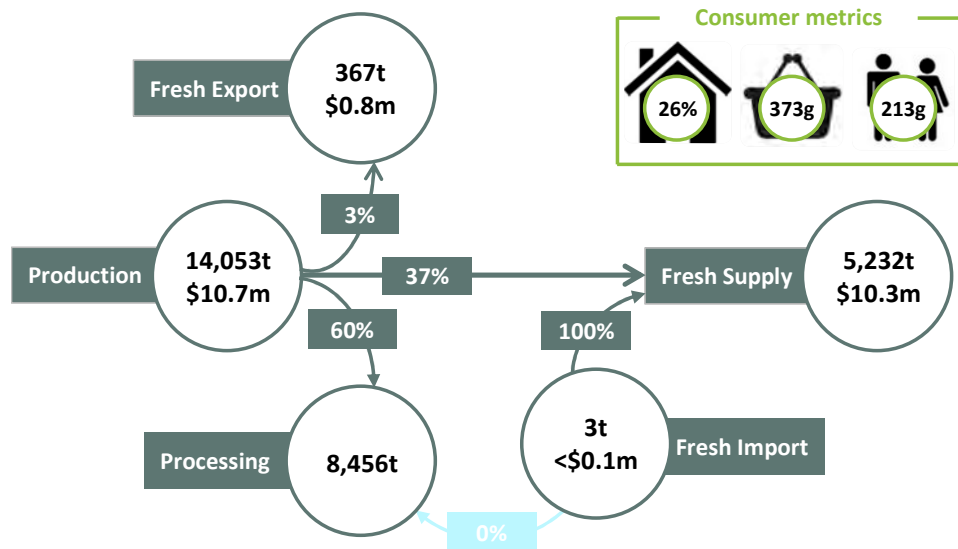 Consumer metrics
26%
373g
213g
Fresh Export
367t
$0.8m
3%
Production
14,053t
$10.7m
37%
Fresh Supply
5,232t
$10.3m
60%
100%
Processing
8,456t
3t
<$0.1m
Fresh Import
0%